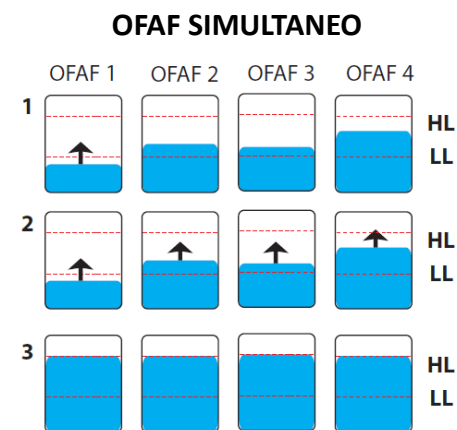 OFAF SIMULTANEO
OFAF 1 OFAF 2 OFAF 3 OFAF 4
1
HL
LL
2
HL
LL
3
HL
LL